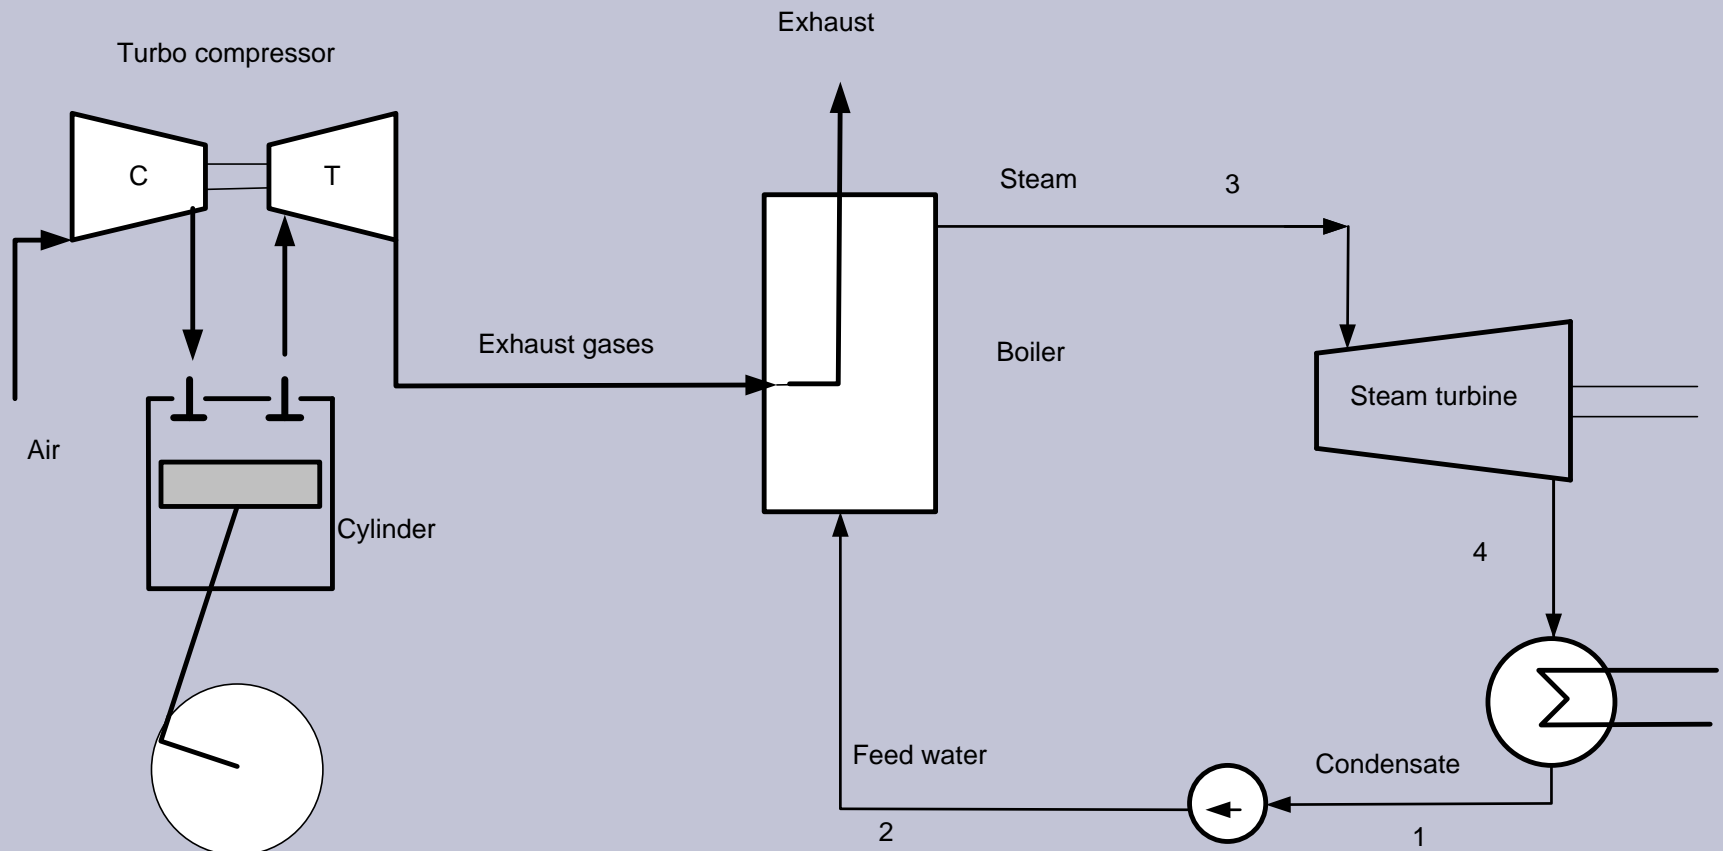 Exhaust
Turbo compressor
C
T
Steam
3
Exhaust gases
Boiler
Steam turbine
Air
Cylinder
4
Feed water
Condensate
2
1